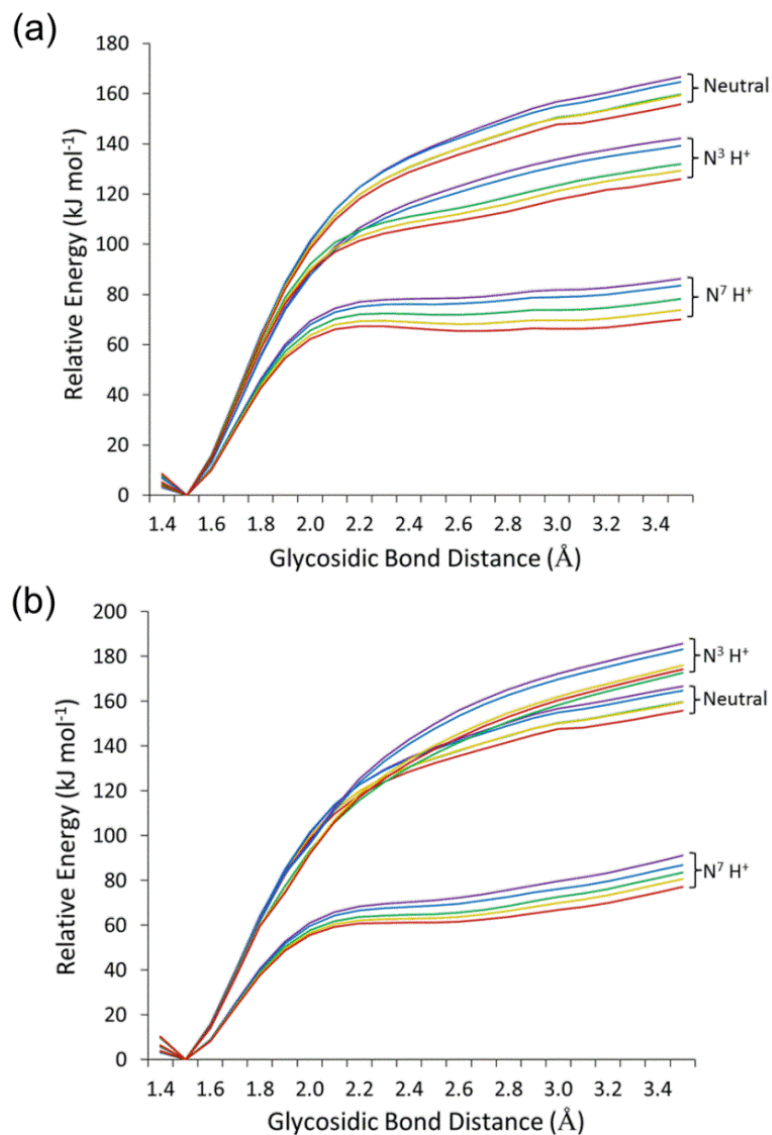 (a)
180
160
140
120
100
80
60
40
20
0
Relative Energy (kJ mol⁻¹)
Neutral
N³ H⁺
N⁷ H⁺
1.4 1.6 1.8 2.0 2.2 2.4 2.6 2.8 3.0 3.2 3.4
Glycosidic Bond Distance (Å)
(b)
200
180
160
140
120
100
80
60
40
20
0
Relative Energy (kJ mol⁻¹)
N³ H⁺
Neutral
N⁷ H⁺
1.4 1.6 1.8 2.0 2.2 2.4 2.6 2.8 3.0 3.2 3.4
Glycosidic Bond Distance (Å)